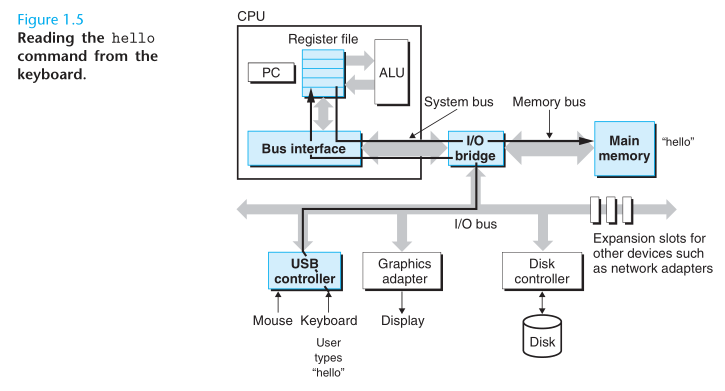 Figure 1.5
Reading the hello
command from the
keyboard.
CPU
Register file
PC
ALU
System bus
Memory bus
Bus interface
I/O
bridge
Main
memory
"hello"
I/O bus
Expansion slots for
other devices such
as network adapters
USB
controller
Graphics
adapter
Disk
controller
Mouse
Keyboard
Display
User
types
"hello"
Disk